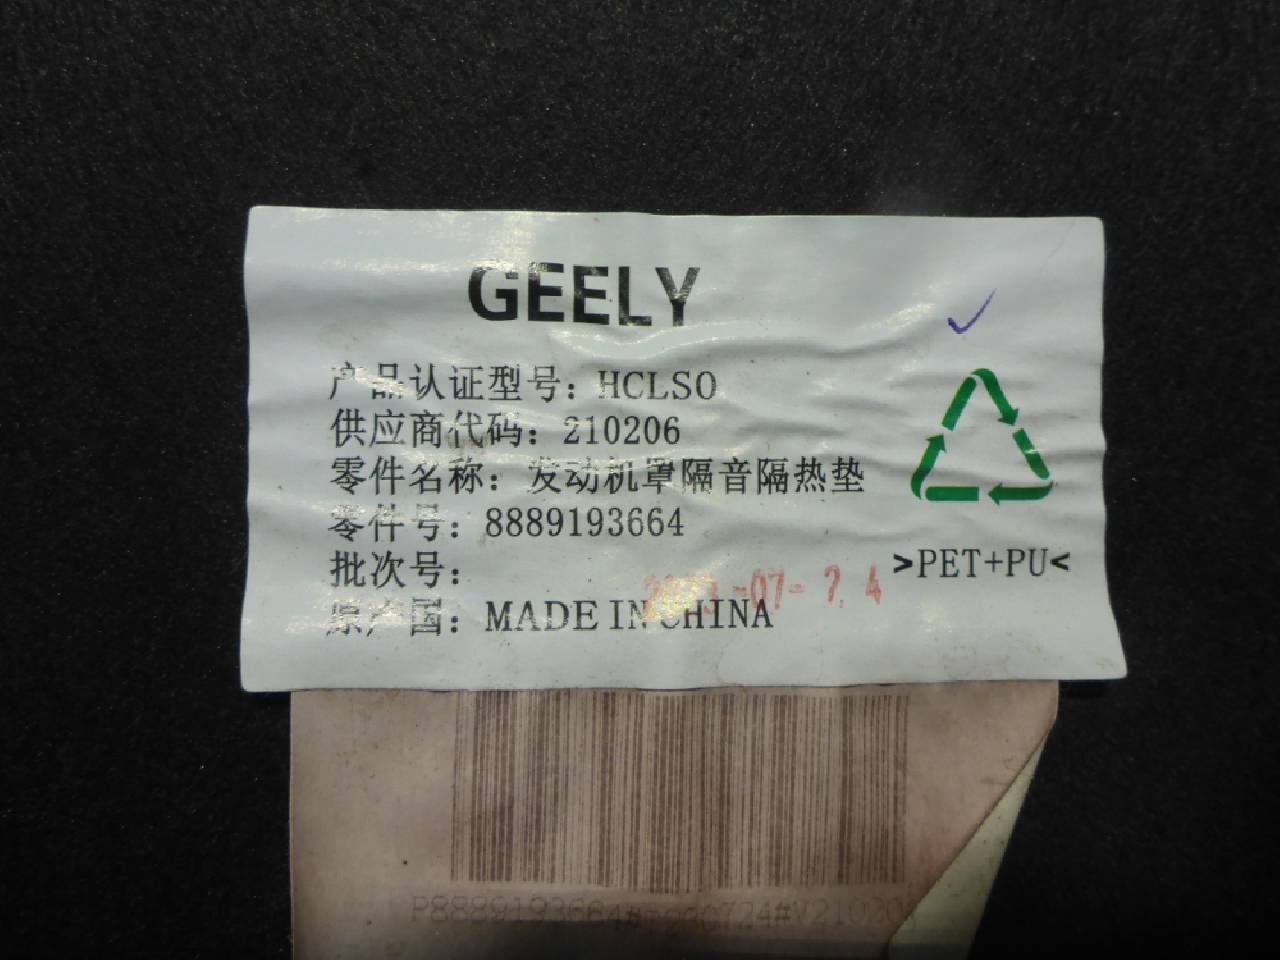 GEELY
产品认证型号：HCLSO
供应商代码：210206
零件名称：发动机罩隔音隔热垫
零件号：8889193664
批次号：
>PET+PU<
原产国：MADE IN CHINA